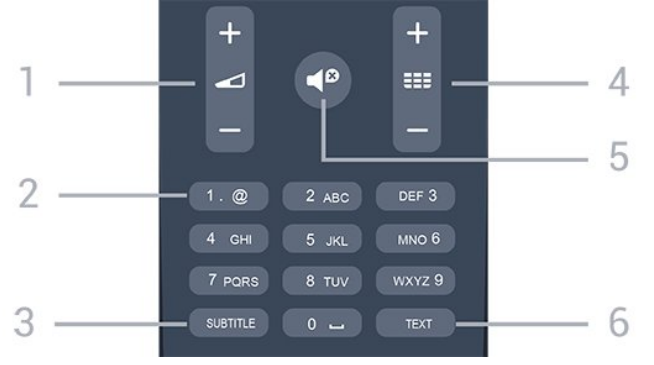 + +
1 4
− −
5
2 1 . @ 2 ABC DEF 3
4 GHI 5 JKL MNO 6
7 PQRS 8 TUV WXYZ 9
3 SUBTITLE 0 ⎵ TEXT 6